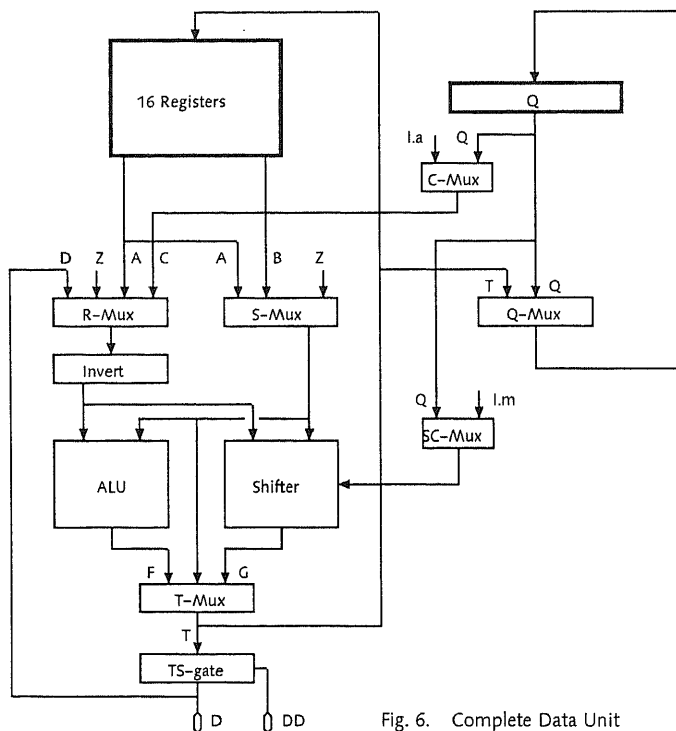 16 Registers
Q
I.a Q
C-Mux
D Z A C A B Z
T Q
R-Mux S-Mux Q-Mux
Invert
Q I.m
SC-Mux
ALU Shifter
F G
T-Mux
T
TS-gate
D DD
Fig. 6. Complete Data Unit